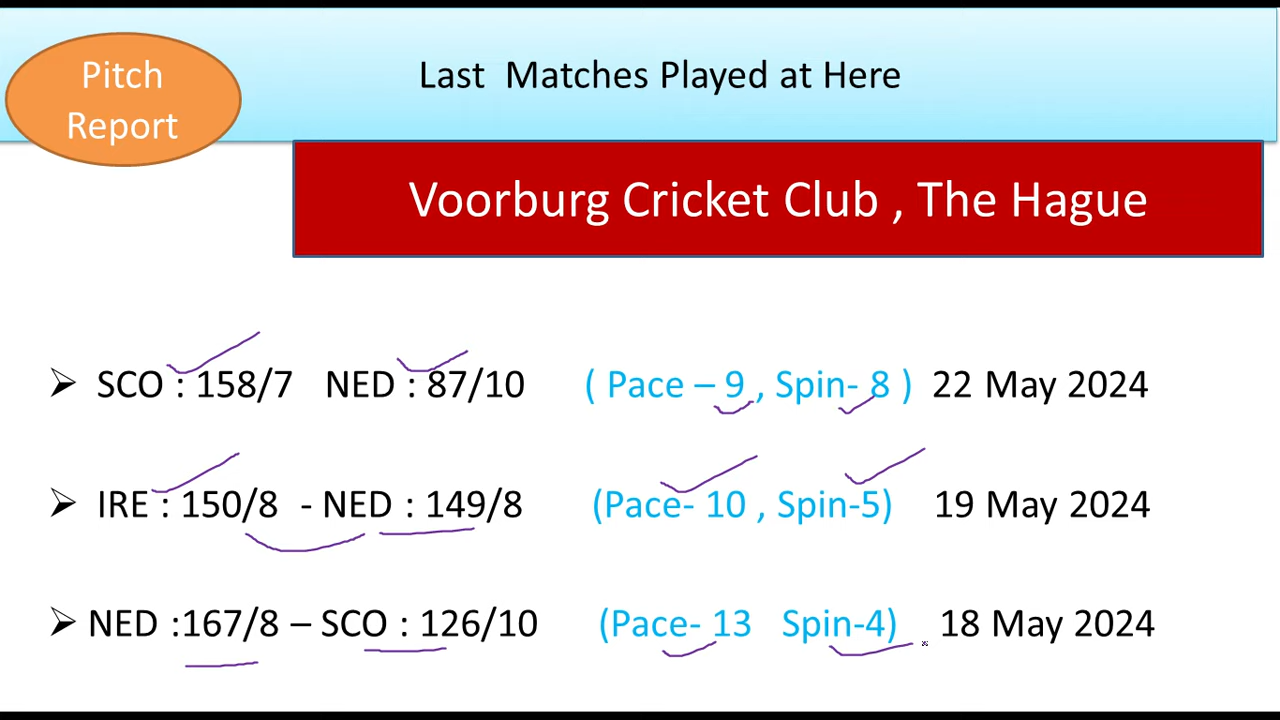 Pitch
Report
Last Matches Played at Here
Voorburg Cricket Club , The Hague
➢ SCO : 158/7 NED : 87/10 ( Pace – 9 , Spin- 8 ) 22 May 2024
➢ IRE : 150/8 - NED : 149/8 (Pace- 10 , Spin-5) 19 May 2024
➢ NED :167/8 – SCO : 126/10 (Pace- 13 Spin-4) 18 May 2024